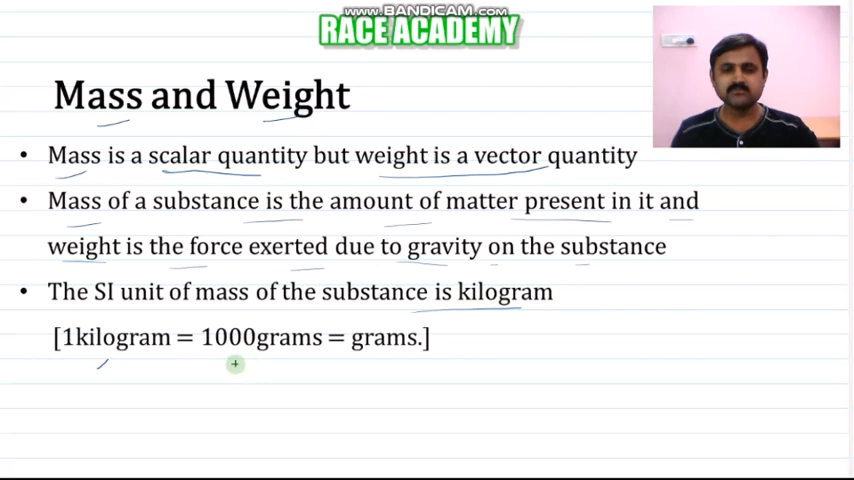 www.BANDICAM.com
RACE ACADEMY
Mass and Weight
• Mass is a scalar quantity but weight is a vector quantity
• Mass of a substance is the amount of matter present in it and
weight is the force exerted due to gravity on the substance
• The SI unit of mass of the substance is kilogram
[1kilogram = 1000grams = grams.]